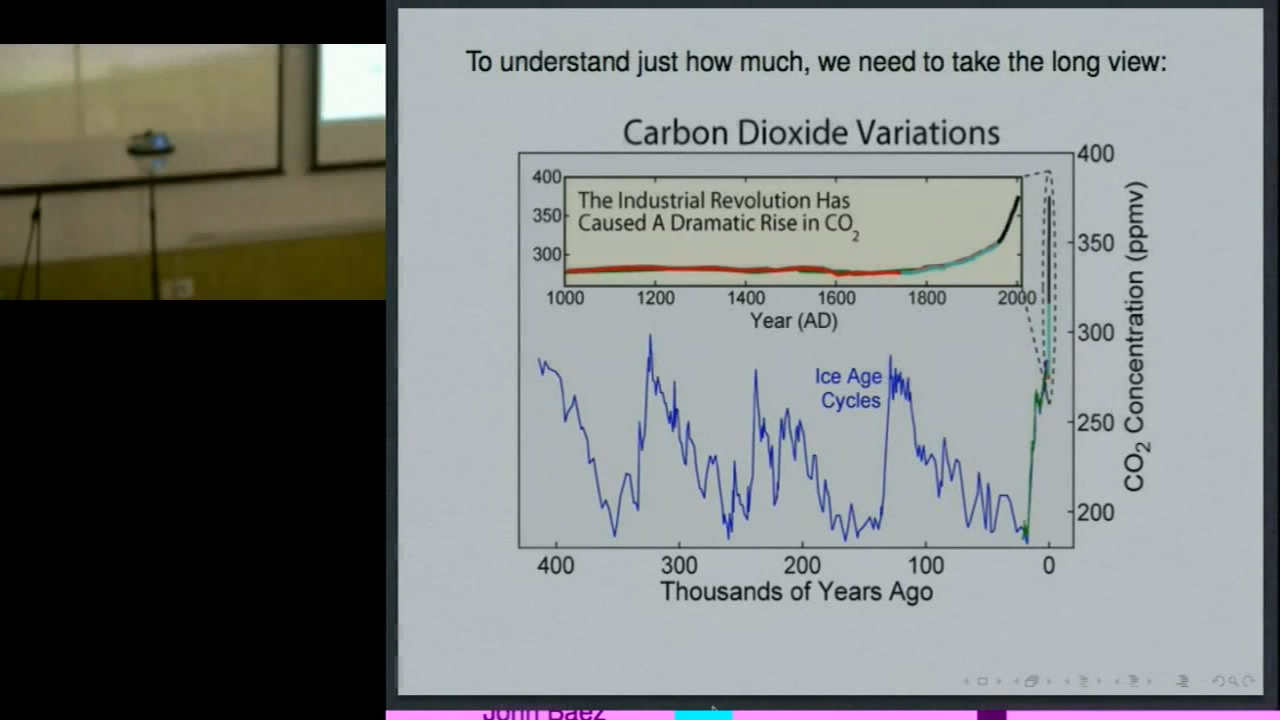 To understand just how much, we need to take the long view:
Carbon Dioxide Variations
400
350
300
The Industrial Revolution Has
Caused A Dramatic Rise in CO2
1000 1200 1400 1600 1800 2000
Year (AD)
Ice Age
Cycles
400
350
300
250
200
CO2 Concentration (ppmv)
400 300 200 100 0
Thousands of Years Ago
John Baez